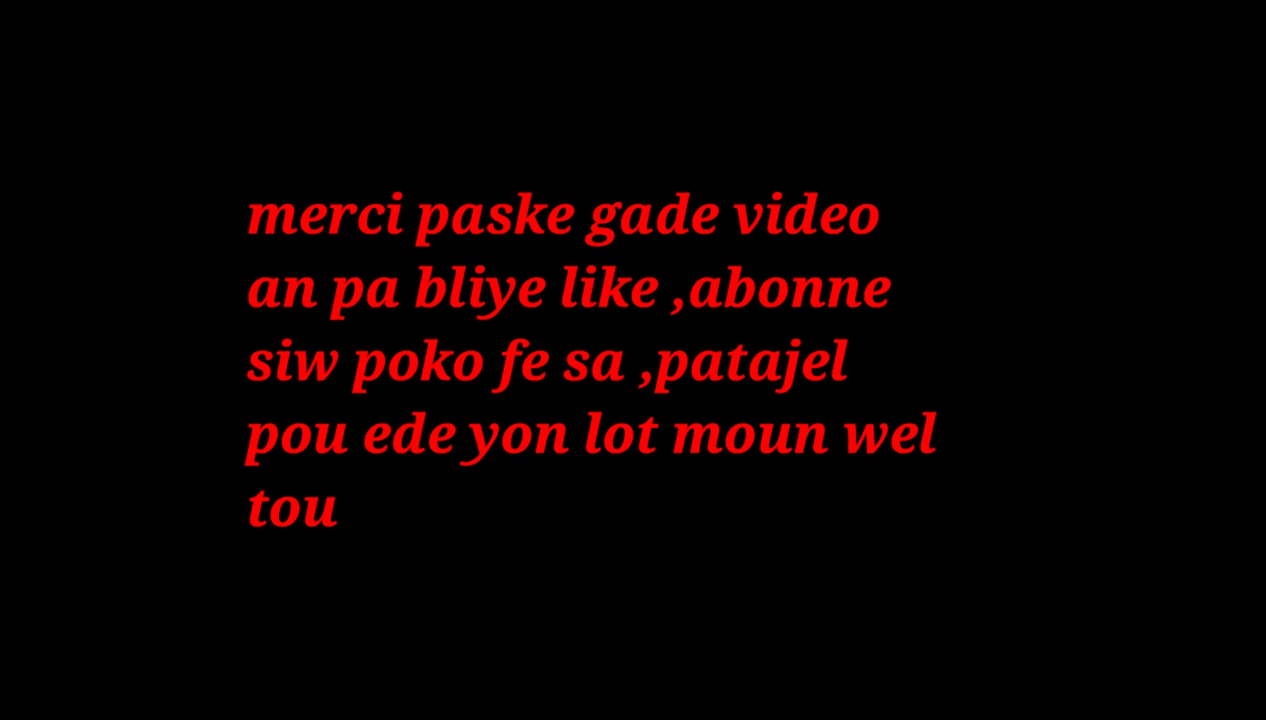 merci paske gade video
an pa bliye like ,abonne
siw poko fe sa ,patajel
pou ede yon lot moun wel
tou